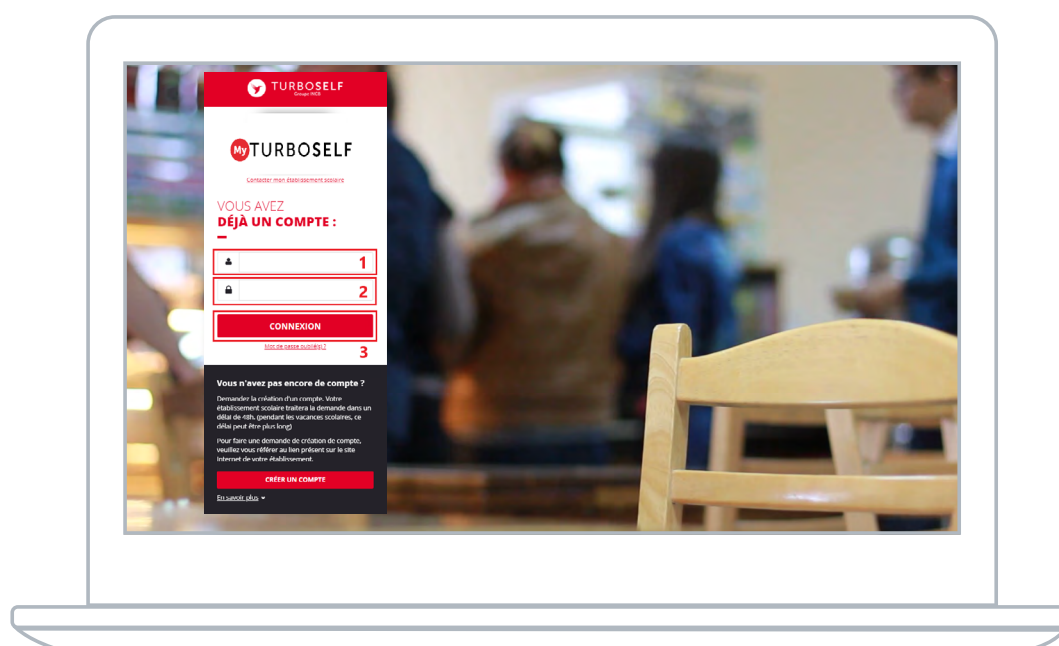 TURBOSELF
Groupe INCB
MyTURBOSELF
Contacter mon établissement scolaire
VOUS AVEZ
DÉJÀ UN COMPTE :
1
2
CONNEXION
Mot de passe oublié(s) ?
3
Vous n'avez pas encore de compte ?
Demander la création d'un compte. Votre
établissement scolaire traitera la demande dans un
délai de 48h. (pendant les vacances scolaires, ce
délai peut être plus long)
Pour faire une demande de création de compte,
veuillez vous référer au lien présent sur le site
Internet de votre établissement.
CRÉER UN COMPTE
En savoir plus